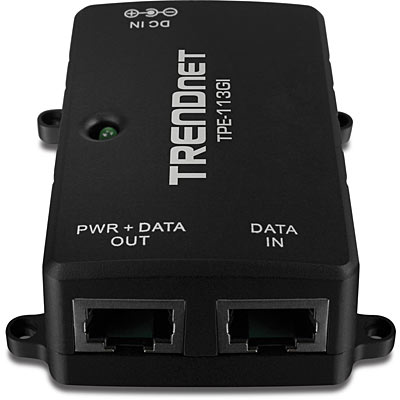 DC IN
TRENDNET
TPE-113GI
PWR + DATA
OUT
DATA
IN